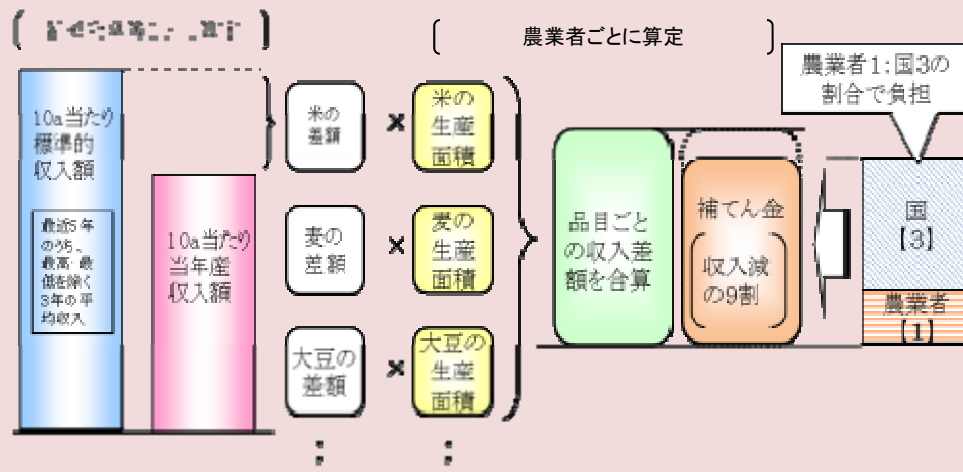 農業者ごとに算定
農業者1:国3の
割合で負担
10a当たり
標準的
収入額
最近5年
のうち、
最高・最
低を除く
3年の平
均収入
10a当たり
当年産
収入額
米の
差額
×
米の
生産
面積
麦の
差額
×
麦の
生産
面積
大豆の
差額
×
大豆の
生産
面積
品目ごと
の収入差
額を合算
補てん金
収入減
の9割
国
【3】
農業者
【1】